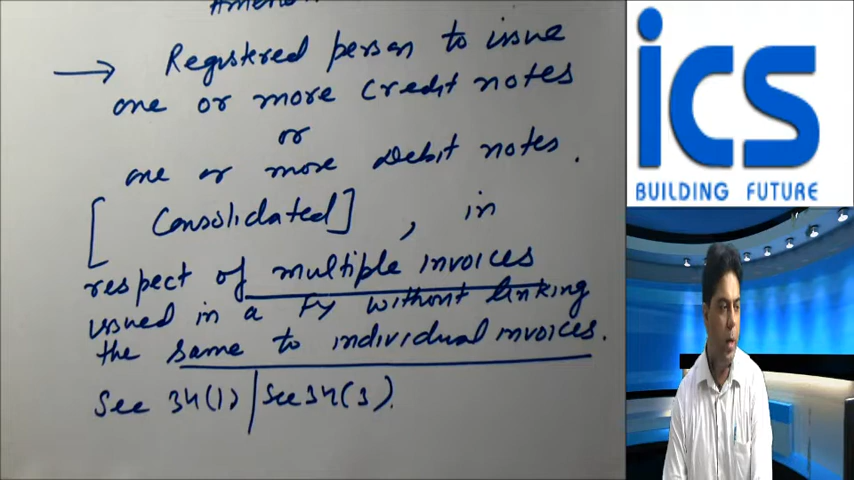 → Registered person to issue
one or more credit notes
or
one or more Debit notes.
[Consolidated], in
respect of multiple invoices
issued in a FY without linking
the same to individual invoices.
Sec 34(1) | Sec 34(3).
ICS
BUILDING FUTURE